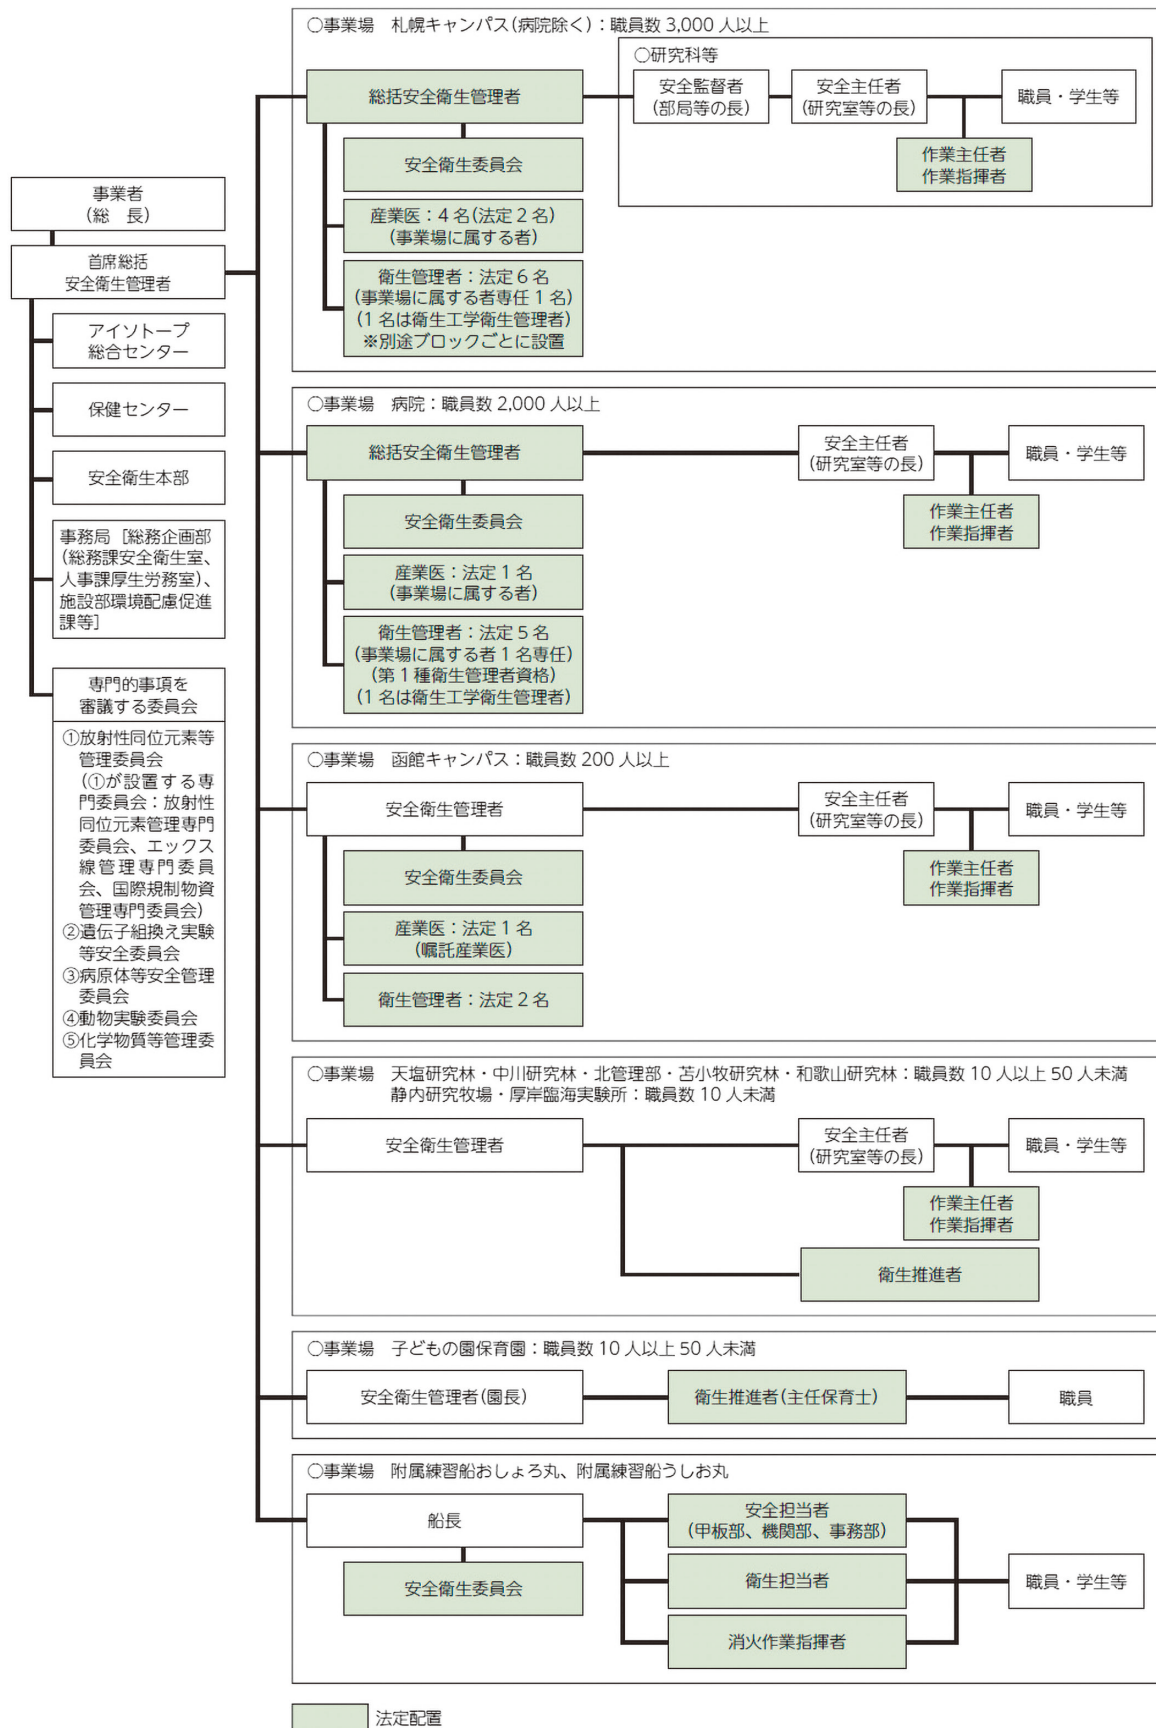 事業者
(総　長)
首席総括
安全衛生管理者
アイソトープ
総合センター
保健センター
安全衛生本部
事務局［総務企画部
(総務課安全衛生室、
人事課厚生労務室)、
施設部環境配慮促進
課等］
専門的事項を
審議する委員会
①放射性同位元素等
管理委員会
(①が設置する専
門委員会：放射性
同位元素管理専門
委員会、エックス
線管理専門委員
会、国際規制物資
管理専門委員会)
②遺伝子組換え実験
等安全委員会
③病原体等安全管理
委員会
④動物実験委員会
⑤化学物質等管理委
員会
○事業場　札幌キャンパス(病院除く)：職員数 3,000 人以上
総括安全衛生管理者
安全衛生委員会
産業医：4 名(法定 2 名)
(事業場に属する者)
衛生管理者：法定 6 名
(事業場に属する者専任 1 名)
(1 名は衛生工学衛生管理者)
※別途ブロックごとに設置
○研究科等
安全監督者
(部局等の長)
安全主任者
(研究室等の長)
職員・学生等
作業主任者
作業指揮者
○事業場　病院：職員数 2,000 人以上
総括安全衛生管理者
安全衛生委員会
産業医：法定 1 名
(事業場に属する者)
衛生管理者：法定 5 名
(事業場に属する者 1 名専任)
(第 1 種衛生管理者資格)
(1 名は衛生工学衛生管理者)
安全主任者
(研究室等の長)
職員・学生等
作業主任者
作業指揮者
○事業場　函館キャンパス：職員数 200 人以上
安全衛生管理者
安全衛生委員会
産業医：法定 1 名
(嘱託産業医)
衛生管理者：法定 2 名
安全主任者
(研究室等の長)
職員・学生等
作業主任者
作業指揮者
○事業場　天塩研究林・中川研究林・北管理部・苫小牧研究林・和歌山研究林：職員数 10 人以上 50 人未満
静内研究牧場・厚岸臨海実験所：職員数 10 人未満
安全衛生管理者
安全主任者
(研究室等の長)
職員・学生等
作業主任者
作業指揮者
衛生推進者
○事業場　子どもの園保育園：職員数 10 人以上 50 人未満
安全衛生管理者(園長)
衛生推進者(主任保育士)
職員
○事業場　附属練習船おしょろ丸、附属練習船うしお丸
船長
安全衛生委員会
安全担当者
(甲板部、機関部、事務部)
衛生担当者
消火作業指揮者
職員・学生等
法定配置